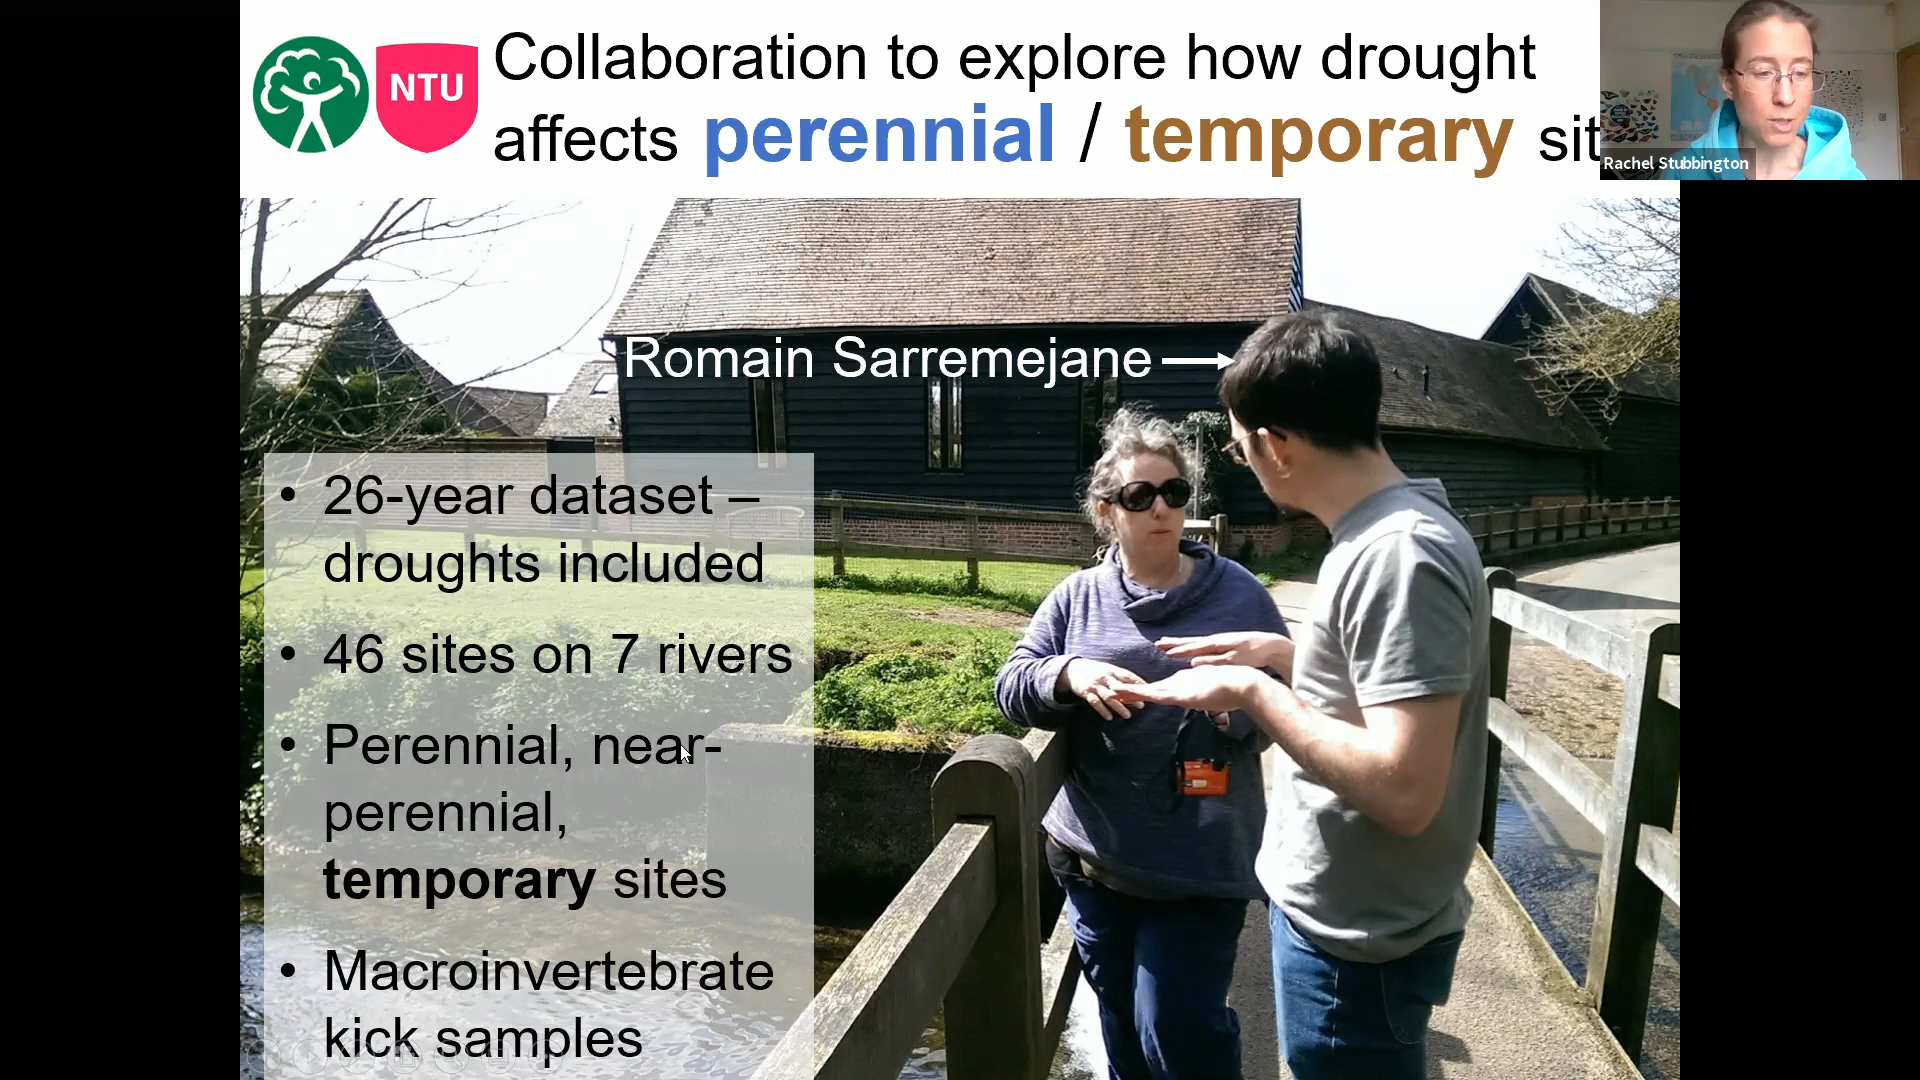 NTU
Collaboration to explore how drought
affects perennial / temporary sit
Rachel Stubbington
Romain Sarremejane
• 26-year dataset –
droughts included
• 46 sites on 7 rivers
• Perennial, near-
perennial,
temporary sites
• Macroinvertebrate
kick samples